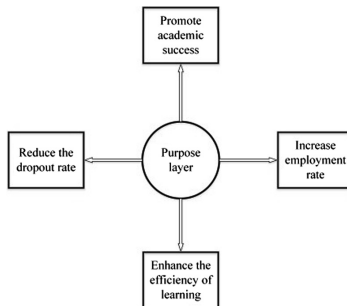 Promote
academic
success
Reduce the
dropout rate
Purpose
layer
Increase
employment
rate
Enhance the
efficiency of
learning